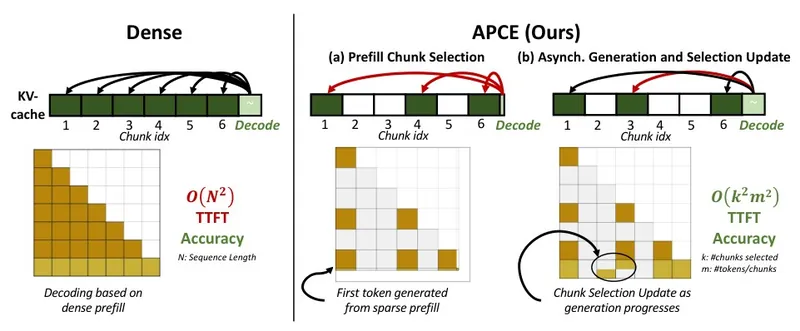 Dense
APCE (Ours)
(a) Prefill Chunk Selection
(b) Asynch. Generation and Selection Update
KV-
cache
~
1 2 3 4 5 6 Decode
Chunk idx
1 2 3 4 5 6 Decode
Chunk idx
~
1 2 3 4 5 6 Decode
Chunk idx
O(N²)
TTFT
Accuracy
N: Sequence Length
O(k²m²)
TTFT
Accuracy
k: #chunks selected
m: #tokens/chunks
Decoding based on
dense prefill
First token generated
from sparse prefill
Chunk Selection Update as
generation progresses